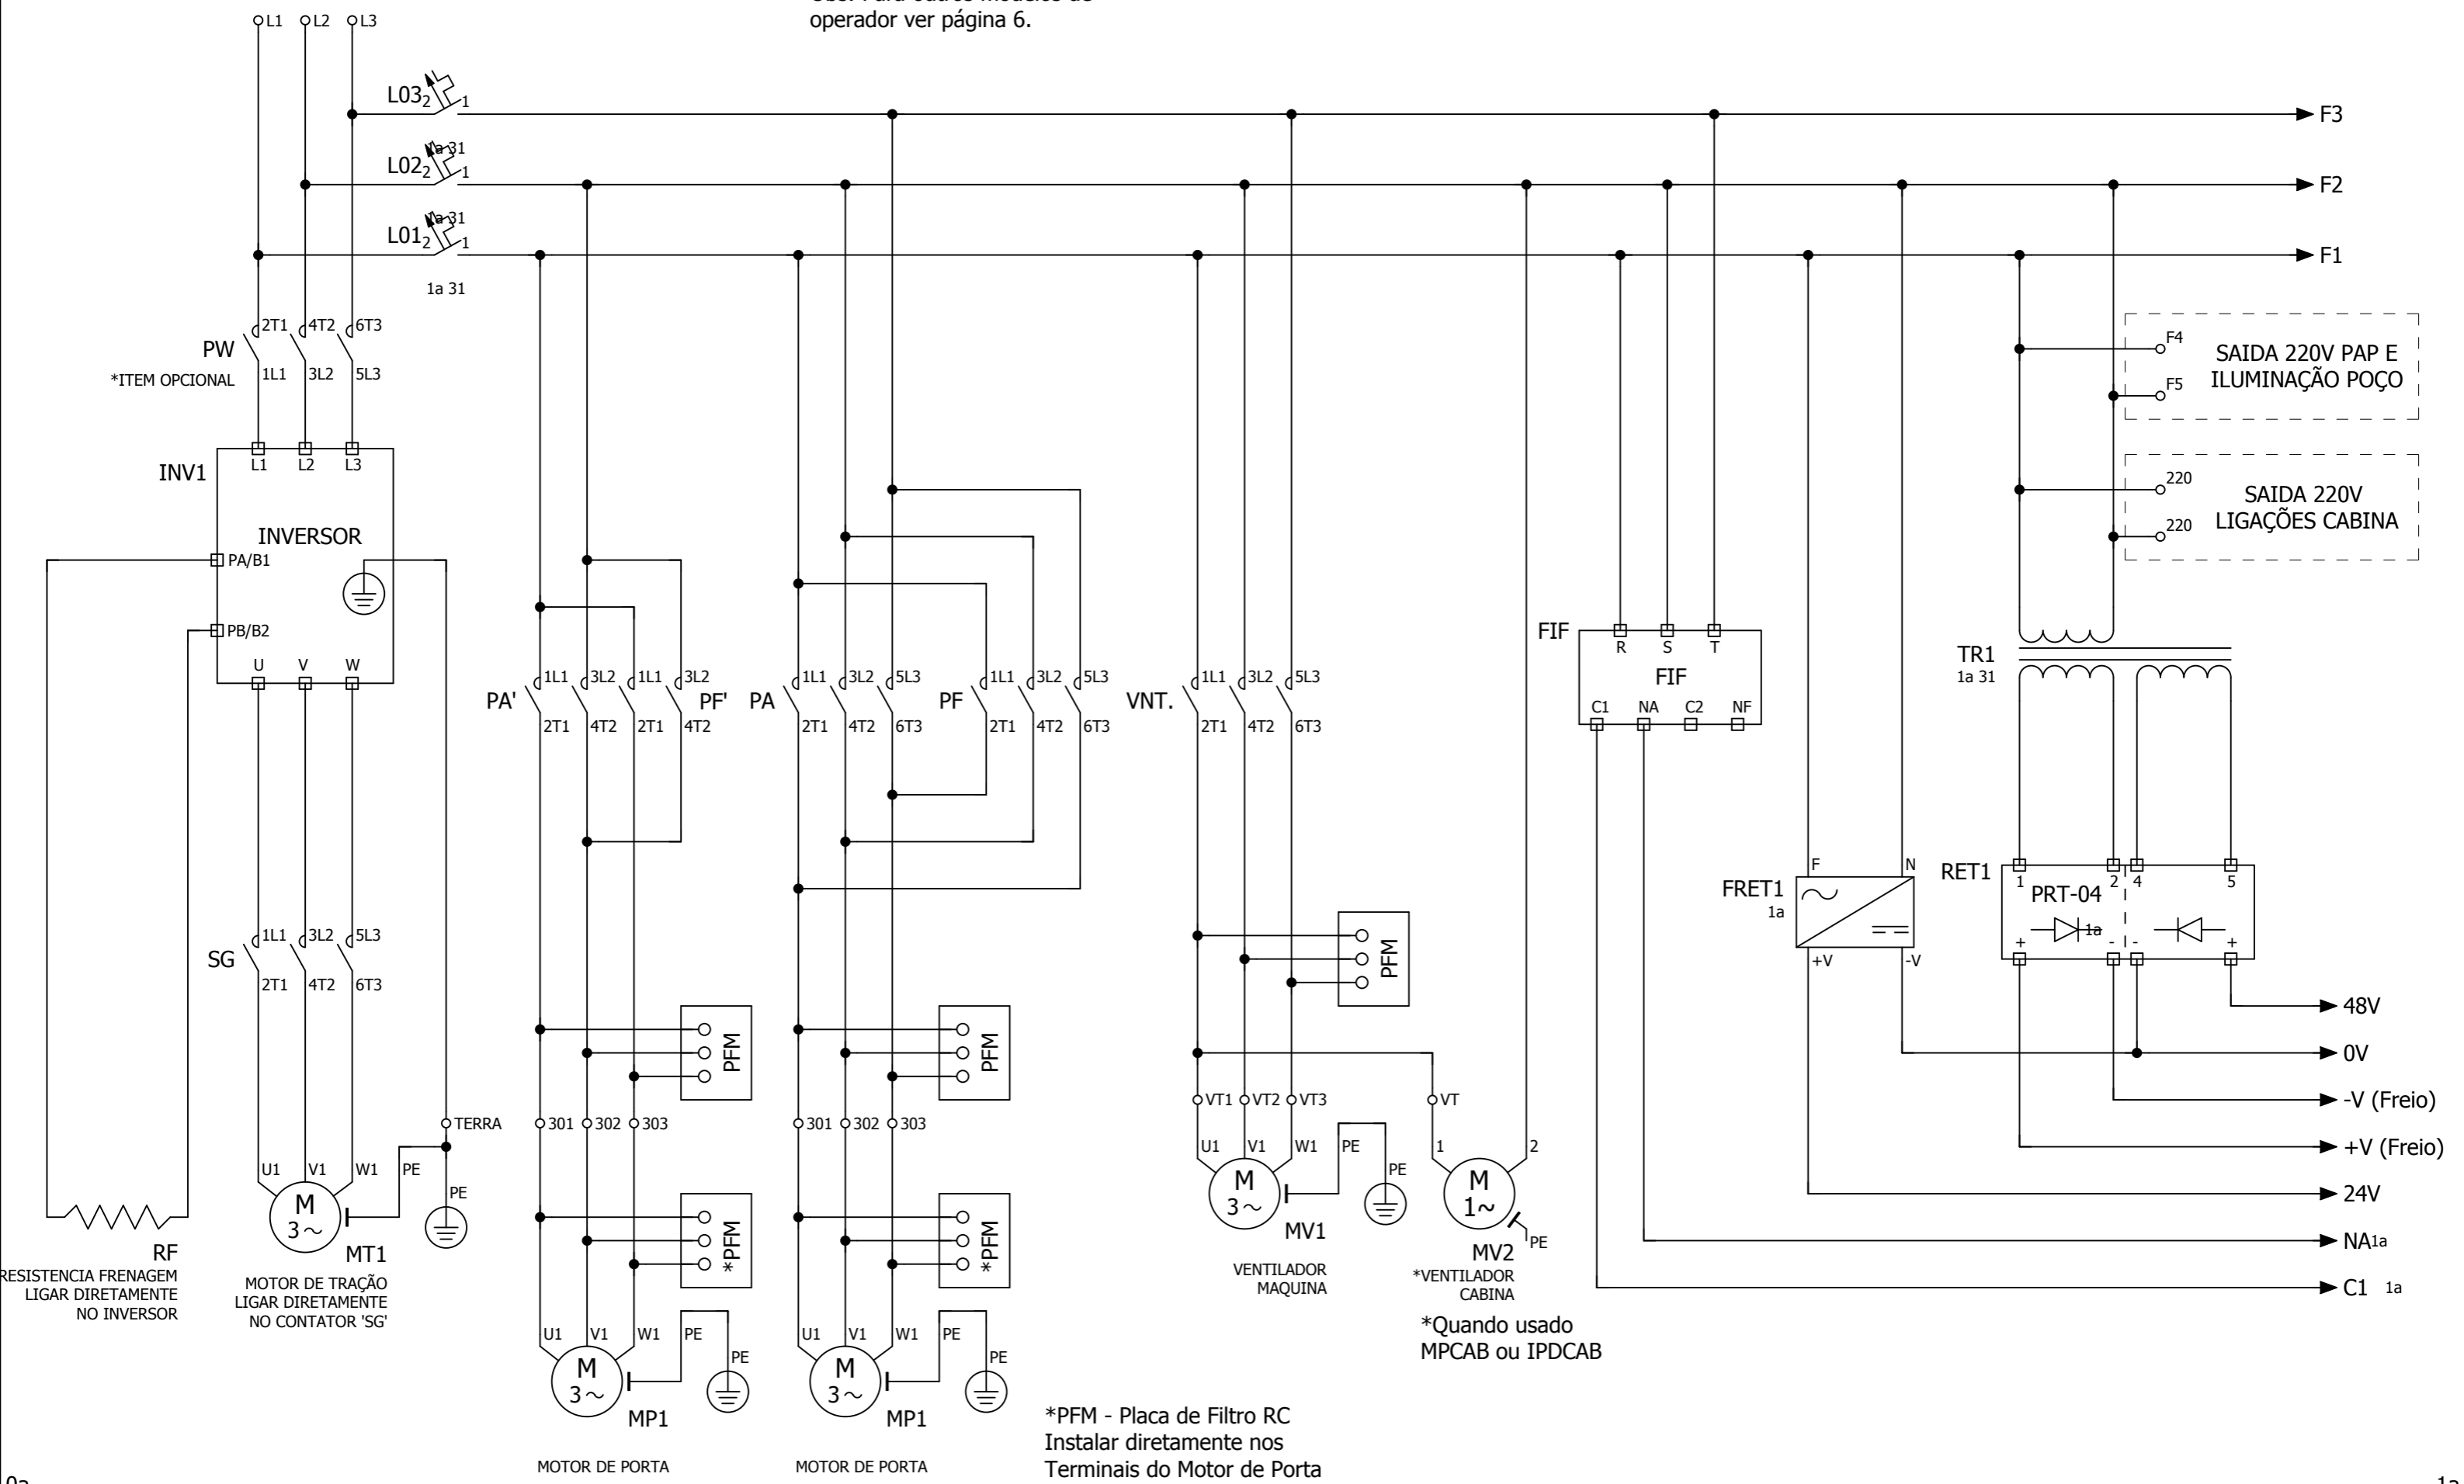 operador ver página 6.
L1 L2 L3
L03 2 1
F3
1a 31
L02 2 1
F2
1a 31
L01 2 1
F1
1a 31
2T1 4T2 6T3
PW
*ITEM OPCIONAL
1L1 3L2 5L3
F4
F5
SAIDA 220V PAP E
ILUMINAÇÃO POÇO
220
220
SAIDA 220V
LIGAÇÕES CABINA
INV1
L1 L2 L3
INVERSOR
PA/B1
PB/B2
U V W
FIF
R S T
FIF
C1 NA C2 NF
TR1
1a 31
PA'
1L1 3L2 1L1 3L2
PF'
2T1 4T2 2T1 4T2
PA
1L1 3L2 5L3
2T1 4T2 6T3
PF
1L1 3L2 5L3
2T1 4T2 6T3
VNT.
1L1 3L2 5L3
2T1 4T2 6T3
FRET1
1a
F N
+V -V
RET1
1 2 4 5
PRT-04
1a
+ - - +
SG
1L1 3L2 5L3
2T1 4T2 6T3
PFM
PFM
PFM
48V
0V
-V (Freio)
+V (Freio)
24V
NA 1a
C1 1a
TERRA
301 302 303
301 302 303
VT1 VT2 VT3
VT
U1 V1 W1 PE
PE
M
3~
MT1
MOTOR DE TRAÇÃO
LIGAR DIRETAMENTE
NO CONTATOR 'SG'
RF
RESISTENCIA FRENAGEM
LIGAR DIRETAMENTE
NO INVERSOR
*PFM
*PFM
U1 V1 W1 PE
PE
M
3~
MV1
VENTILADOR
MAQUINA
1 2
M
1~
PE
MV2
*VENTILADOR
CABINA
*Quando usado
MPCAB ou IPDCAB
U1 V1 W1 PE
PE
M
3~
MP1
MOTOR DE PORTA
U1 V1 W1 PE
PE
M
3~
MP1
MOTOR DE PORTA
*PFM - Placa de Filtro RC
Instalar diretamente nos
Terminais do Motor de Porta